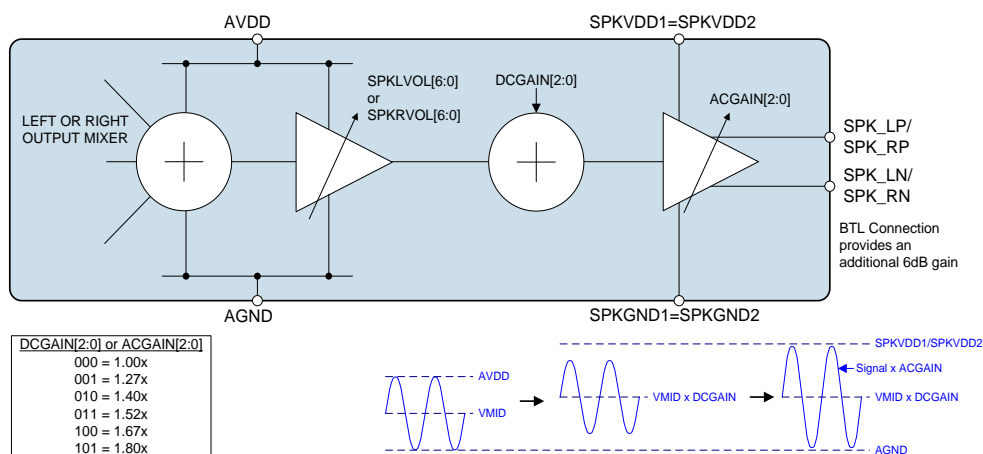 AVDD
SPKVDD1=SPKVDD2
SPKLVOL[6:0]
or
SPKRVOL[6:0]
DCGAIN[2:0]
ACGAIN[2:0]
LEFT OR RIGHT
OUTPUT MIXER
SPK_LP/
SPK_RP
SPK_LN/
SPK_RN
BTL Connection
provides an
additional 6dB gain
AGND
SPKGND1=SPKGND2
DCGAIN[2:0] or ACGAIN[2:0]
000 = 1.00x
001 = 1.27x
010 = 1.40x
011 = 1.52x
100 = 1.67x
101 = 1.80x
AVDD
VMID
VMID x DCGAIN
SPKVDD1/SPKVDD2
Signal x ACGAIN
VMID x DCGAIN
AGND